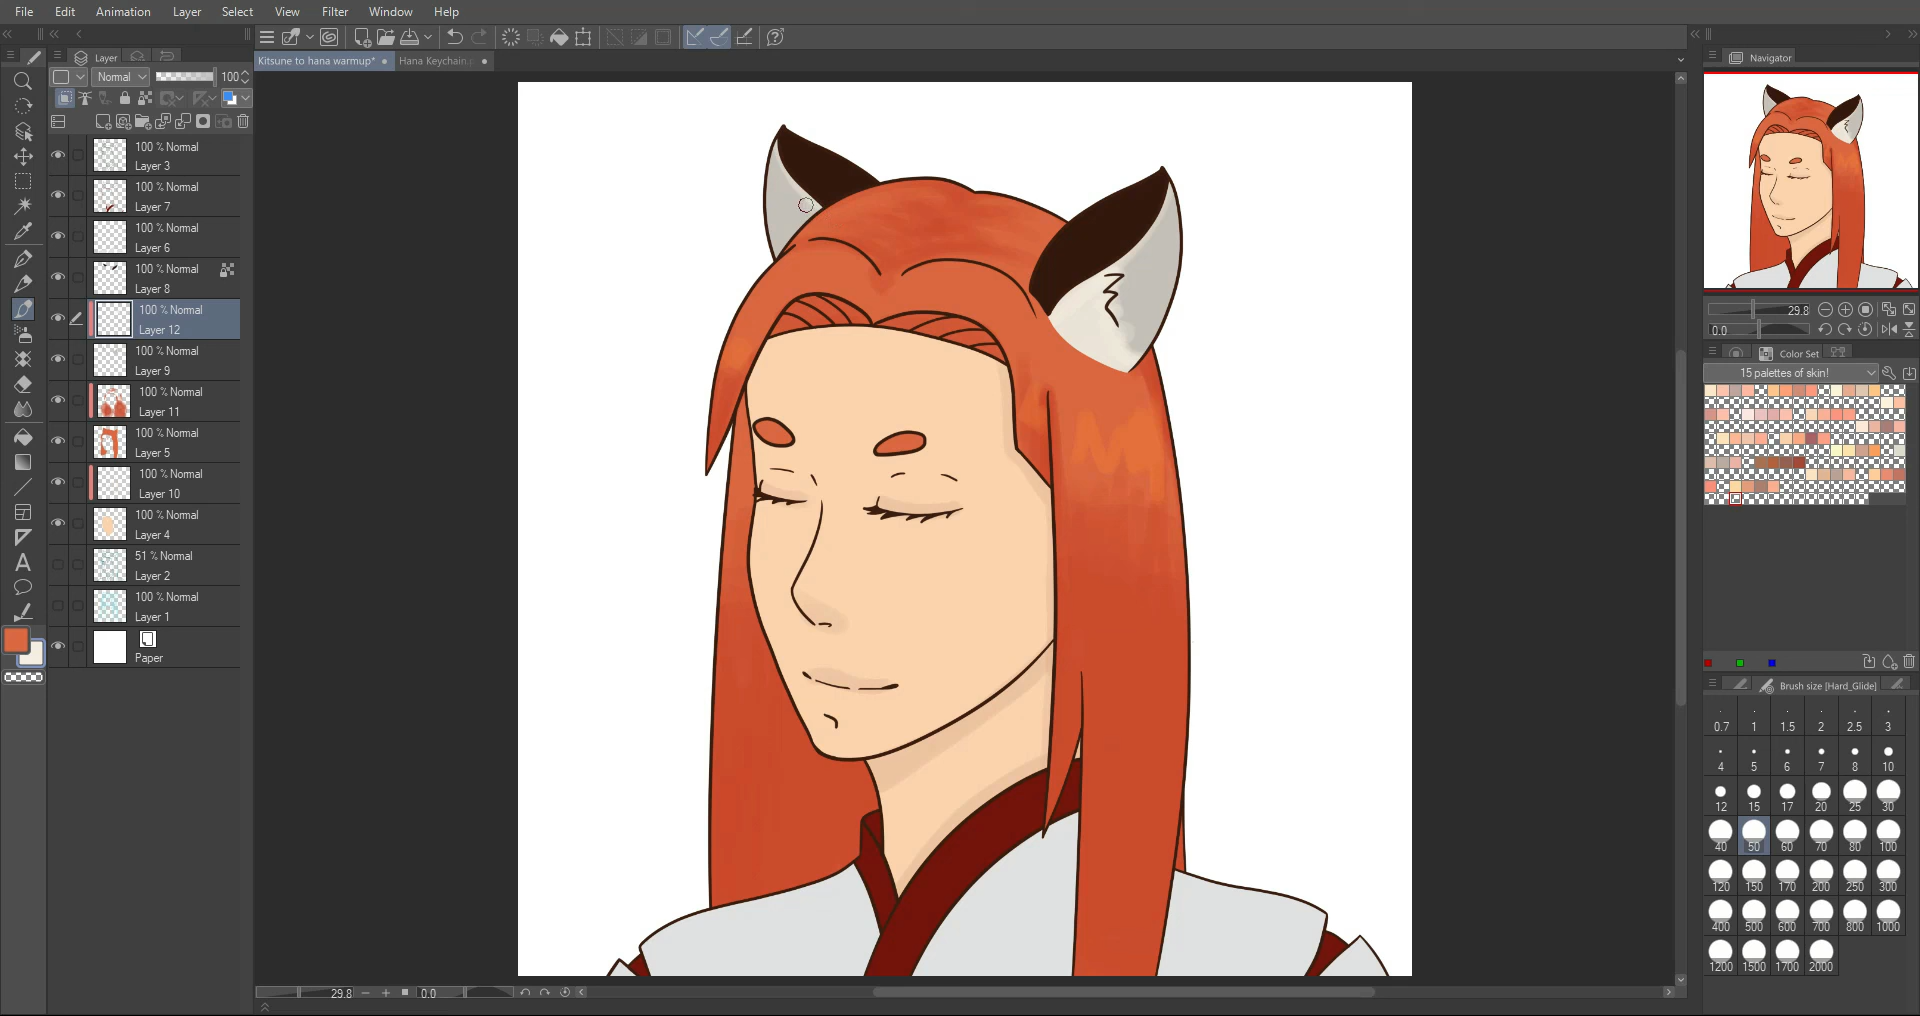 File Edit Animation Layer Select View Filter Window Help
Kitsune to hana warmup* Hana Keychain.
Layer
Normal 100
100 % Normal
Layer 3
100 % Normal
Layer 7
100 % Normal
Layer 6
100 % Normal
Layer 8
100 % Normal
Layer 12
100 % Normal
Layer 9
100 % Normal
Layer 11
100 % Normal
Layer 5
100 % Normal
Layer 10
100 % Normal
Layer 4
51 % Normal
Layer 2
100 % Normal
Layer 1
Paper
29.8 0.0
Navigator
29.8
0.0
Color Set
15 palettes of skin!
Brush size [Hard_Glide]
0.7 1 1.5 2 2.5 3
4 5 6 7 8 10
12 15 17 20 25 30
40 50 60 70 80 100
120 150 170 200 250 300
400 500 600 700 800 1000
1200 1500 1700 2000